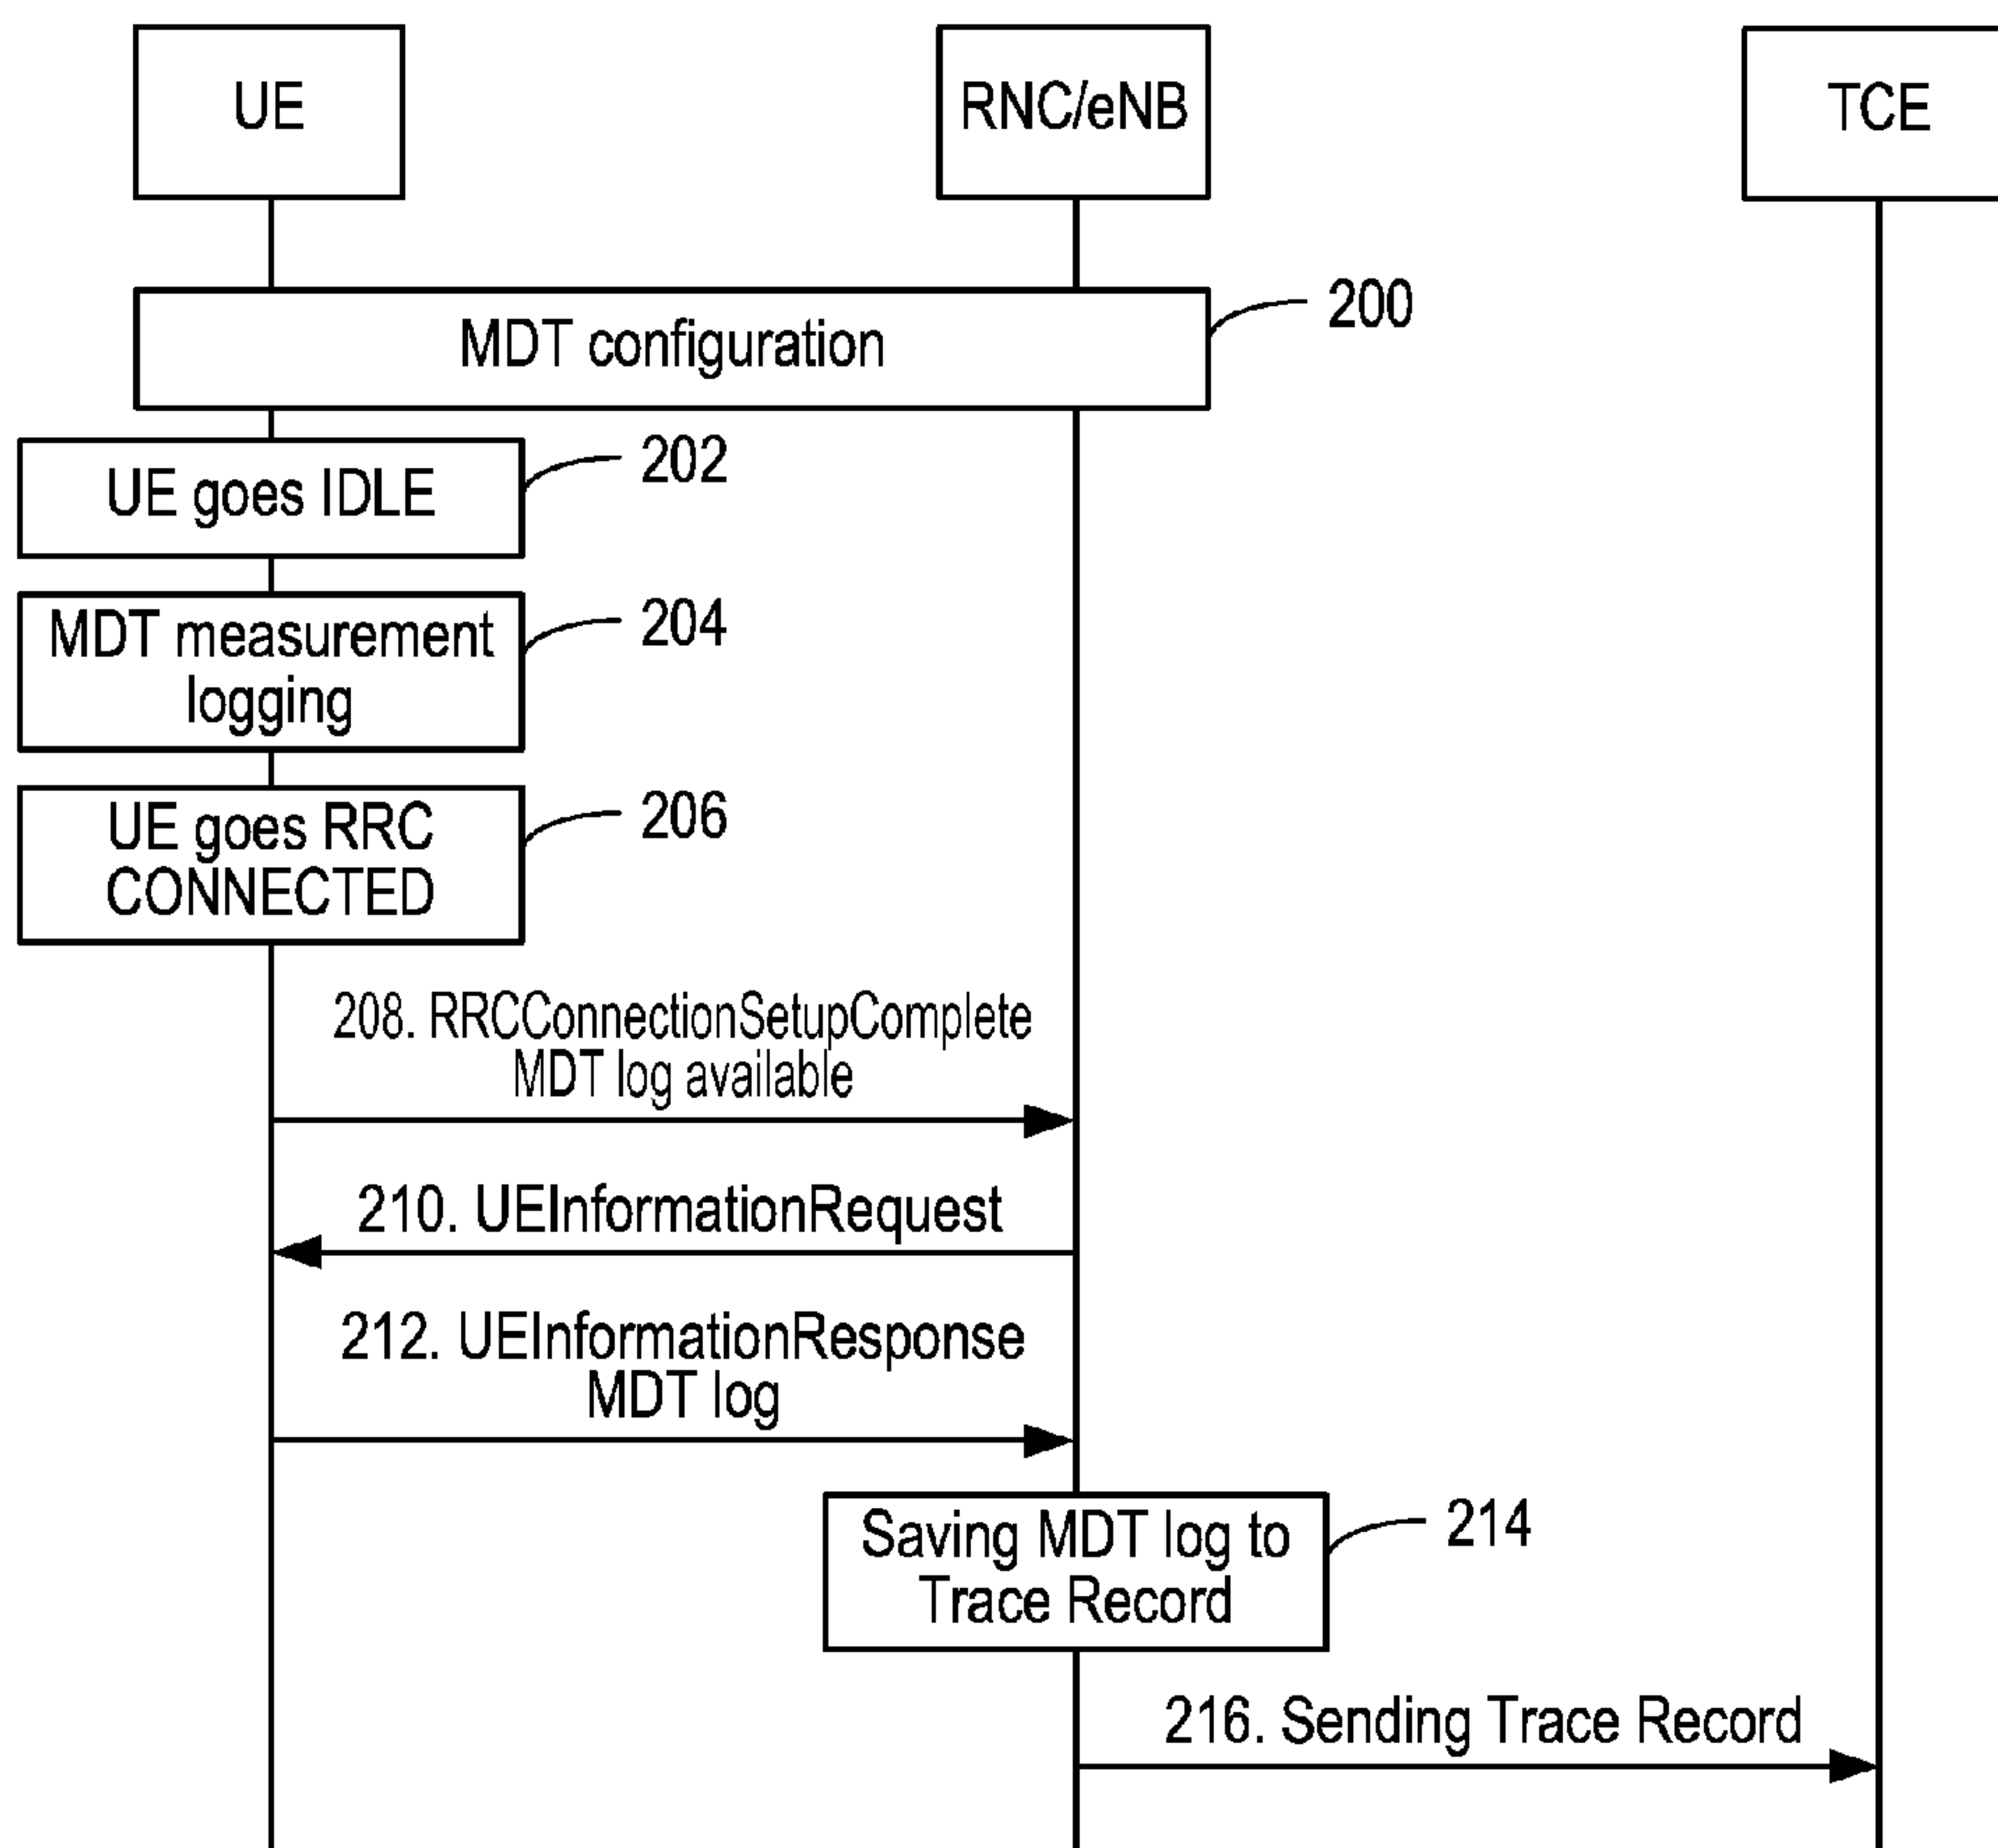 UE
RNC/eNB
TCE
MDT configuration
200
UE goes IDLE
202
MDT measurement
logging
204
UE goes RRC
CONNECTED
206
208. RRCConnectionSetupComplete
MDT log available
210. UEInformationRequest
212. UEInformationResponse
MDT log
Saving MDT log to
Trace Record
214
216. Sending Trace Record